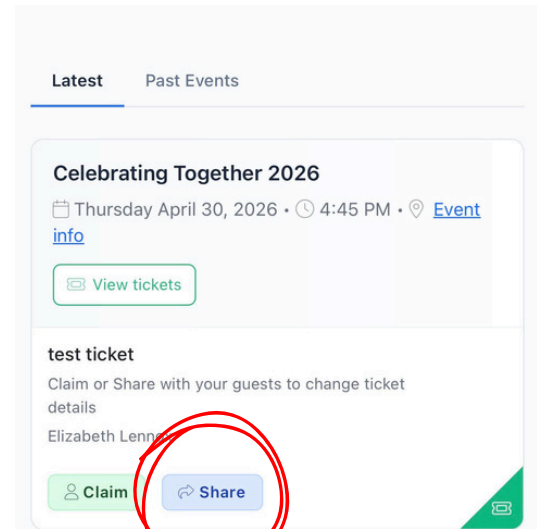 Latest Past Events
Celebrating Together 2026
Thursday April 30, 2026 • 4:45 PM • Event
info
View tickets
test ticket
Claim or Share with your guests to change ticket
details
Elizabeth
Claim Share